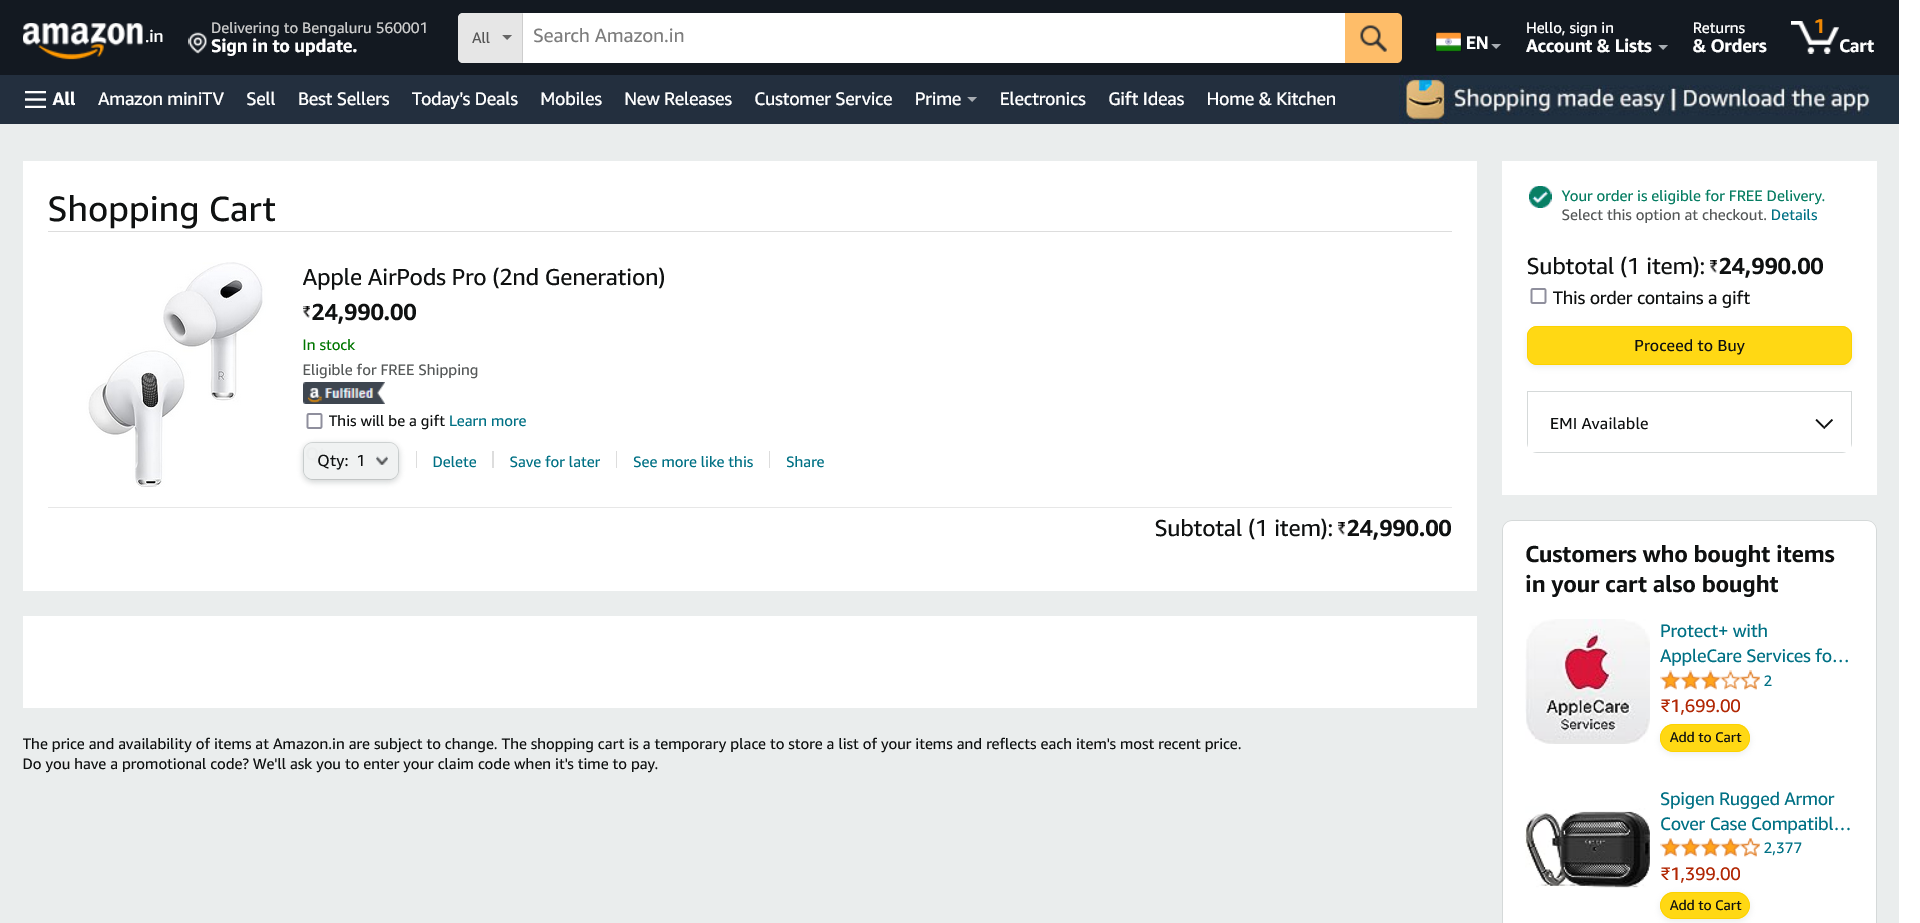 amazon.in
Delivering to Bengaluru 560001
Sign in to update.
All
Search Amazon.in
EN
Hello, sign in
Account & Lists
Returns
& Orders
1
Cart
All
Amazon miniTV
Sell
Best Sellers
Today's Deals
Mobiles
New Releases
Customer Service
Prime
Electronics
Gift Ideas
Home & Kitchen
Shopping made easy | Download the app
Shopping Cart
R
Apple AirPods Pro (2nd Generation)
₹24,990.00
In stock
Eligible for FREE Shipping
a Fulfilled
This will be a gift Learn more
Qty: 1
Delete
Save for later
See more like this
Share
Subtotal (1 item): ₹24,990.00
The price and availability of items at Amazon.in are subject to change. The shopping cart is a temporary place to store a list of your items and reflects each item's most recent price.
Do you have a promotional code? We'll ask you to enter your claim code when it's time to pay.
Your order is eligible for FREE Delivery.
Select this option at checkout. Details
Subtotal (1 item): ₹24,990.00
This order contains a gift
Proceed to Buy
EMI Available
Customers who bought items
in your cart also bought
AppleCare
Services
Protect+ with
AppleCare Services fo…
2
₹1,699.00
Add to Cart
Spigen Rugged Armor
Cover Case Compatibl…
2,377
₹1,399.00
Add to Cart